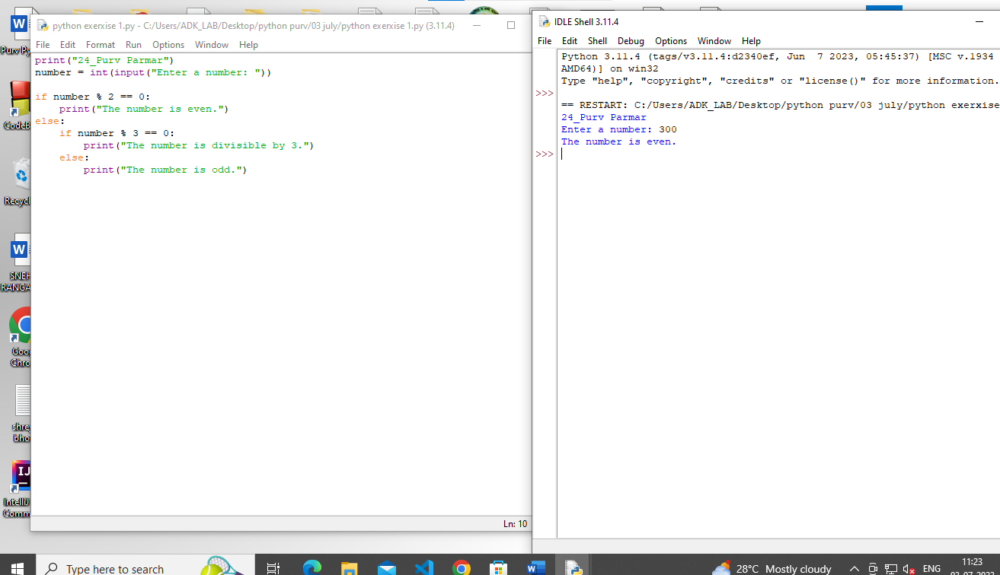 python exerxise 1.py - C:/Users/ADK_LAB/Desktop/python purv/03 july/python exerxise 1.py (3.11.4)
File Edit Format Run Options Window Help
print("24_Purv Parmar")
number = int(input("Enter a number: "))
if number % 2 == 0:
    print("The number is even.")
else:
    if number % 3 == 0:
        print("The number is divisible by 3.")
    else:
        print("The number is odd.")
Ln: 10
IDLE Shell 3.11.4
File Edit Shell Debug Options Window Help
Python 3.11.4 (tags/v3.11.4:d2340ef, Jun  7 2023, 05:45:37) [MSC v.1934
AMD64)] on win32
Type "help", "copyright", "credits" or "license()" for more information.
>>>
== RESTART: C:/Users/ADK_LAB/Desktop/python purv/03 july/python exerxise
24_Purv Parmar
Enter a number: 300
The number is even.
>>>
W
Purv Py
CodeB
Recycl
W
SNEH
RANGA
Goo
Chro
shre
bho
IJ
IntelliJ
Comm
Type here to search
W
28°C Mostly cloudy
ENG
11:23